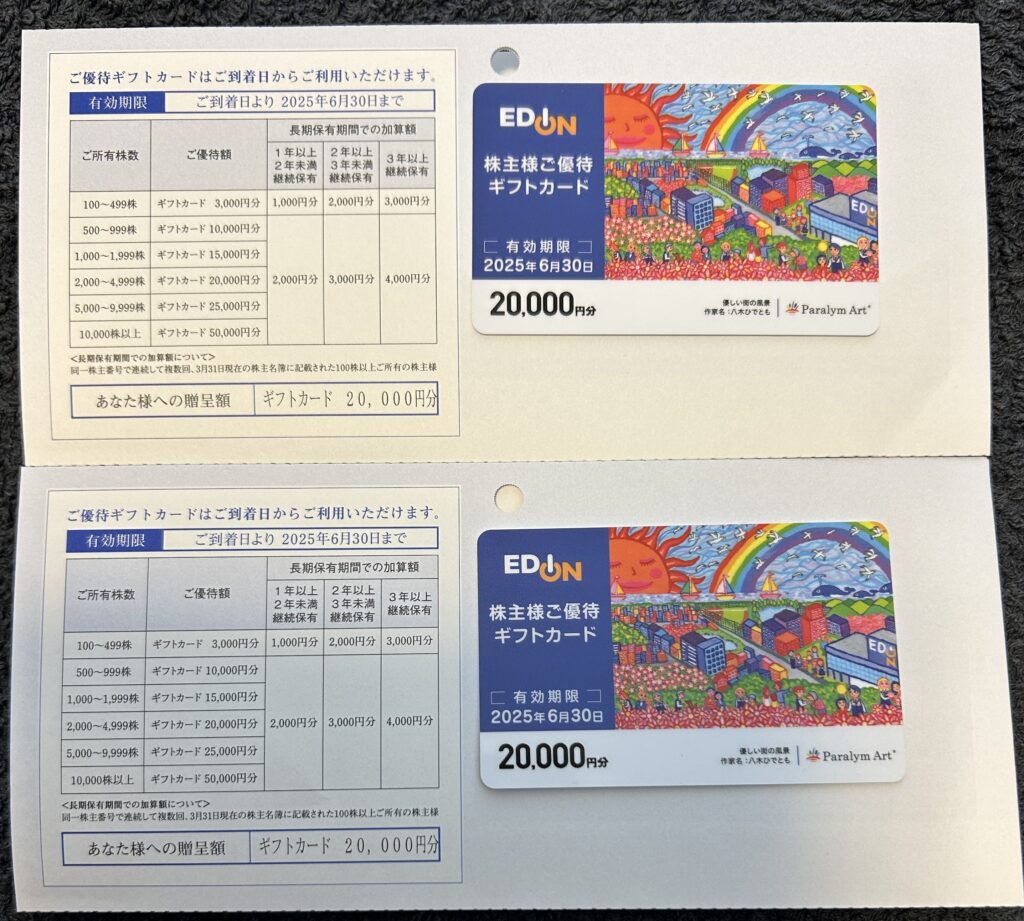 ご優待ギフトカードはご到着日からご利用いただけます。
有効期限 ご到着日より 2025年6月30日まで
ご所有株数 ご優待額 長期保有期間での加算額
1年以上2年未満継続保有 2年以上3年未満継続保有 3年以上継続保有
100〜499株 ギフトカード 3,000円分 1,000円分 2,000円分 3,000円分
500〜999株 ギフトカード 10,000円分
1,000〜1,999株 ギフトカード 15,000円分
2,000〜4,999株 ギフトカード 20,000円分 2,000円分 3,000円分 4,000円分
5,000〜9,999株 ギフトカード 25,000円分
10,000株以上 ギフトカード 50,000円分
<長期保有期間での加算額について>
同一株主番号で連続して複数回、3月31日現在の株主名簿に記載された100株以上ご所有の株主様
あなた様への贈呈額 ギフトカード 20,000円分
EDION
株主様ご優待
ギフトカード
有効期限
2025年6月30日
EDION
20,000円分
優しい街の風景
作家名:八木ひでとも
Paralym Art
ご優待ギフトカードはご到着日からご利用いただけます。
有効期限 ご到着日より 2025年6月30日まで
ご所有株数 ご優待額 長期保有期間での加算額
1年以上2年未満継続保有 2年以上3年未満継続保有 3年以上継続保有
100〜499株 ギフトカード 3,000円分 1,000円分 2,000円分 3,000円分
500〜999株 ギフトカード 10,000円分
1,000〜1,999株 ギフトカード 15,000円分
2,000〜4,999株 ギフトカード 20,000円分 2,000円分 3,000円分 4,000円分
5,000〜9,999株 ギフトカード 25,000円分
10,000株以上 ギフトカード 50,000円分
<長期保有期間での加算額について>
同一株主番号で連続して複数回、3月31日現在の株主名簿に記載された100株以上ご所有の株主様
あなた様への贈呈額 ギフトカード 20,000円分
EDION
株主様ご優待
ギフトカード
有効期限
2025年6月30日
EDION
20,000円分
優しい街の風景
作家名:八木ひでとも
Paralym Art